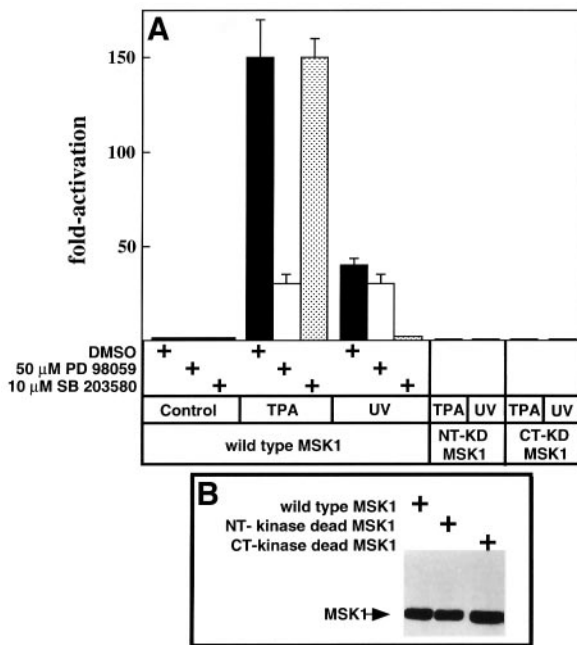 A
fold-activation
150
100
50
DMSO + + +
50 μM PD 98059 + + +
10 μM SB 203580 + + +
Control TPA UV TPA UV TPA UV
wild type MSK1 NT-KD MSK1 CT-KD MSK1
B
wild type MSK1 +
NT- kinase dead MSK1 +
CT-kinase dead MSK1 +
MSK1